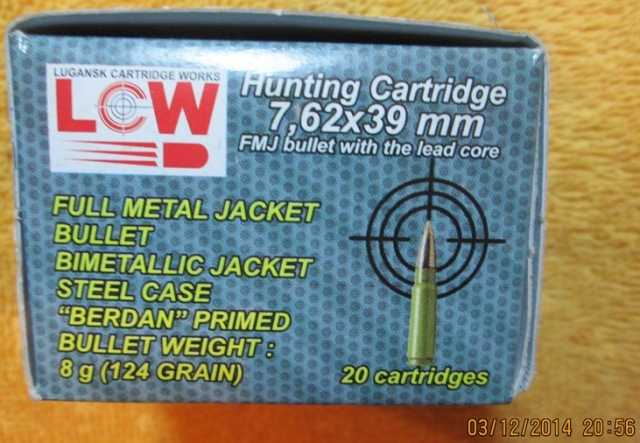 LUGANSK CARTRIDGE WORKS
LCW
Hunting Cartridge
7,62x39 mm
FMJ bullet with the lead core
FULL METAL JACKET
BULLET
BIMETALLIC JACKET
STEEL CASE
"BERDAN" PRIMED
BULLET WEIGHT :
8 g (124 GRAIN)
20 cartridges
03/12/2014 20:56